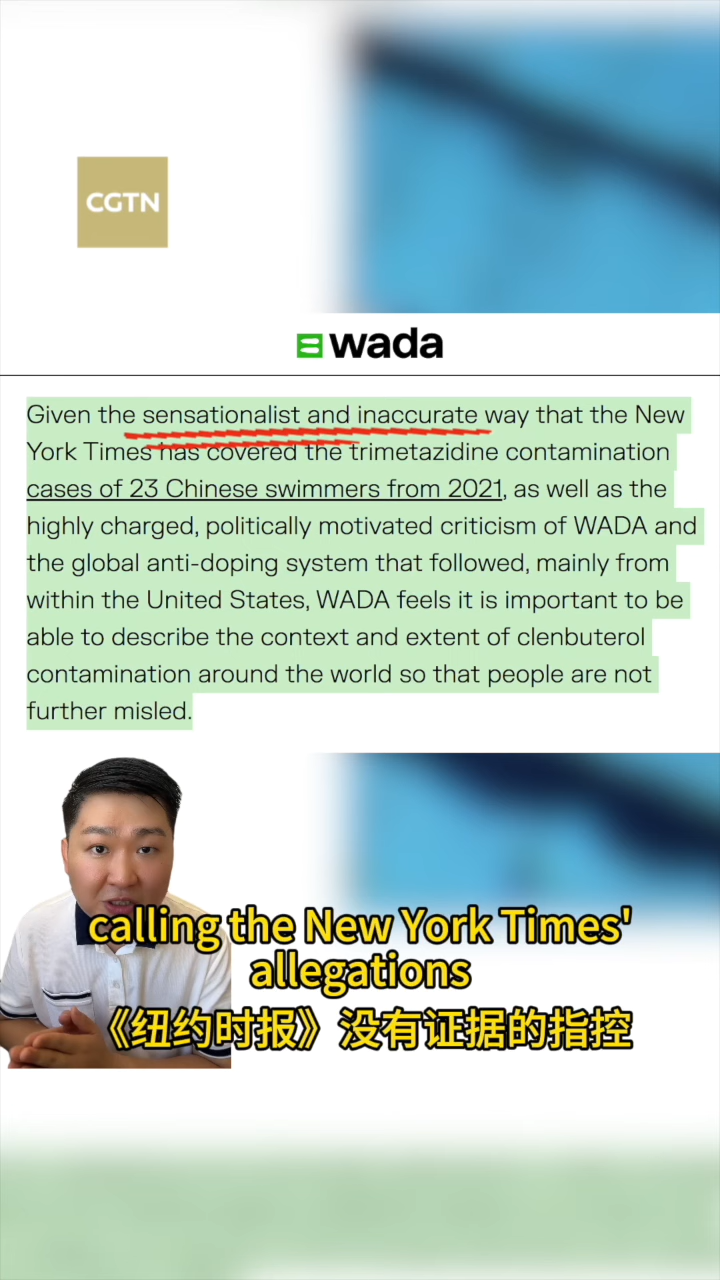 CGTN
wada
Given the sensationalist and inaccurate way that the New
York Times has covered the trimetazidine contamination
cases of 23 Chinese swimmers from 2021, as well as the
highly charged, politically motivated criticism of WADA and
the global anti-doping system that followed, mainly from
within the United States, WADA feels it is important to be
able to describe the context and extent of clenbuterol
contamination around the world so that people are not
further misled.
calling the New York Times'
allegations
《纽约时报》没有证据的指控